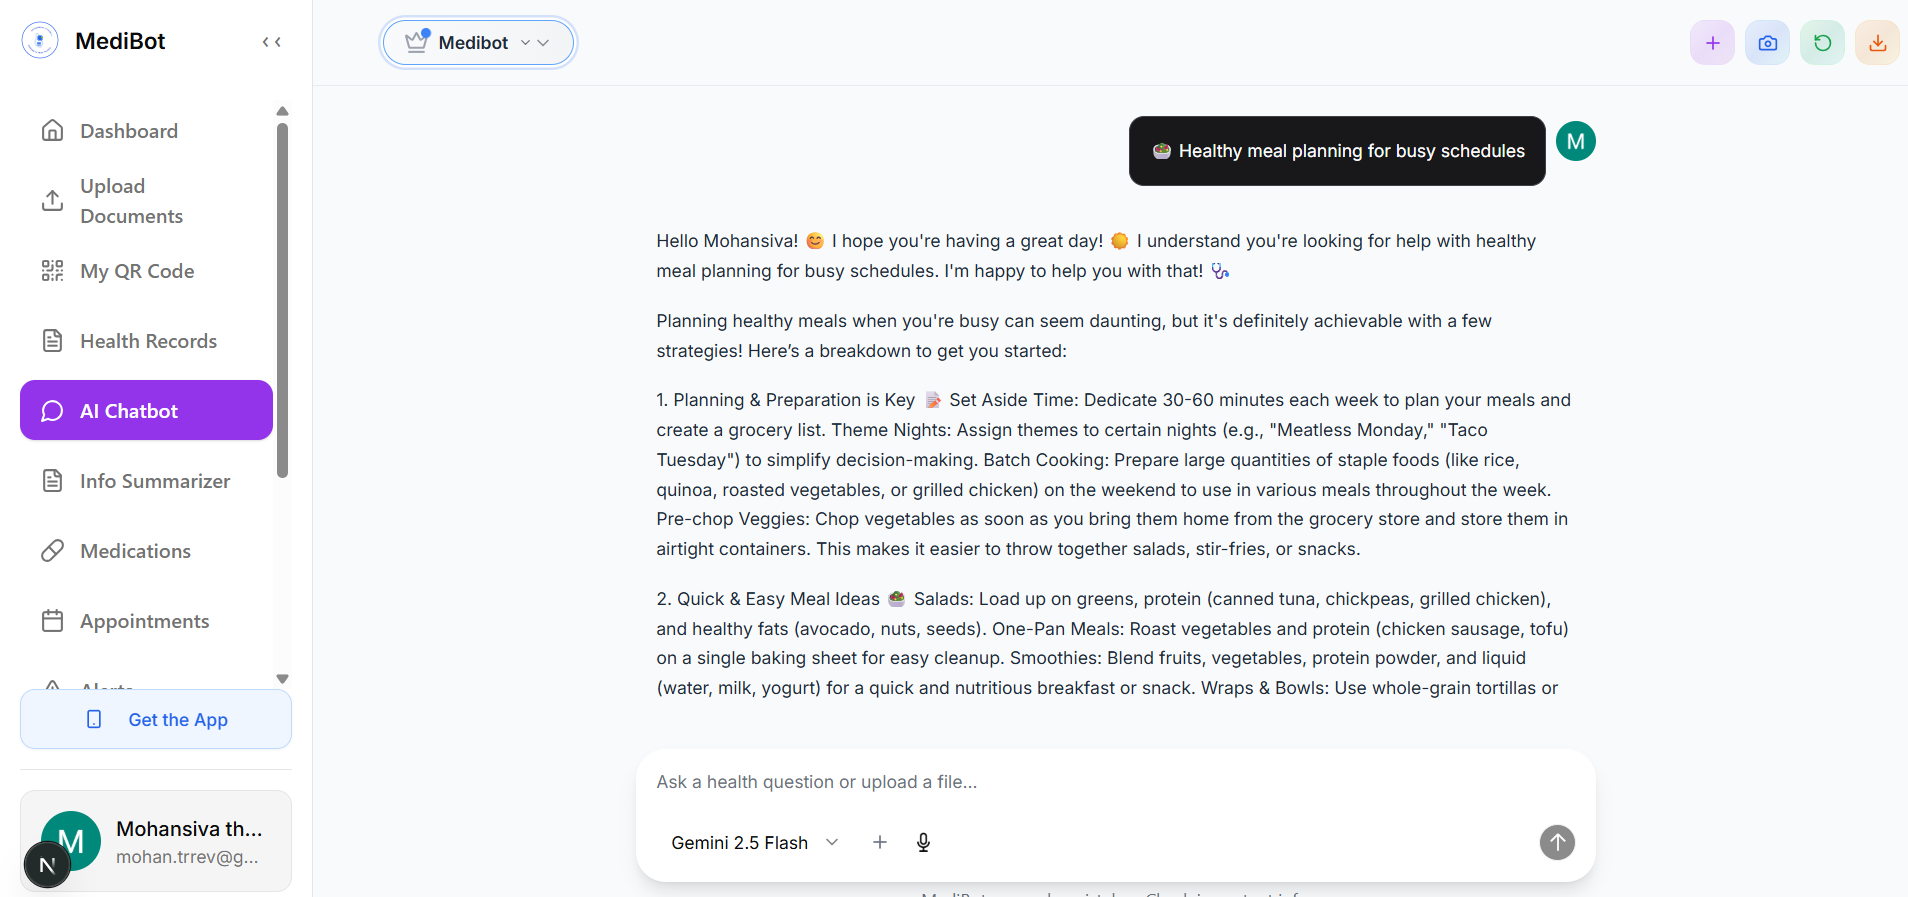 MediBot
Dashboard
Upload
Documents
My QR Code
Health Records
AI Chatbot
Info Summarizer
Medications
Appointments
Alerts
Get the App
M
N
Mohansiva th...
mohan.trrev@g...
Medibot
🥗 Healthy meal planning for busy schedules
M
Hello Mohansiva! 😊 I hope you're having a great day! 🌞 I understand you're looking for help with healthy
meal planning for busy schedules. I'm happy to help you with that! 🩺
Planning healthy meals when you're busy can seem daunting, but it's definitely achievable with a few
strategies! Here’s a breakdown to get you started:
1. Planning & Preparation is Key 📝 Set Aside Time: Dedicate 30-60 minutes each week to plan your meals and
create a grocery list. Theme Nights: Assign themes to certain nights (e.g., "Meatless Monday," "Taco
Tuesday") to simplify decision-making. Batch Cooking: Prepare large quantities of staple foods (like rice,
quinoa, roasted vegetables, or grilled chicken) on the weekend to use in various meals throughout the week.
Pre-chop Veggies: Chop vegetables as soon as you bring them home from the grocery store and store them in
airtight containers. This makes it easier to throw together salads, stir-fries, or snacks.
2. Quick & Easy Meal Ideas 🥗 Salads: Load up on greens, protein (canned tuna, chickpeas, grilled chicken),
and healthy fats (avocado, nuts, seeds). One-Pan Meals: Roast vegetables and protein (chicken sausage, tofu)
on a single baking sheet for easy cleanup. Smoothies: Blend fruits, vegetables, protein powder, and liquid
(water, milk, yogurt) for a quick and nutritious breakfast or snack. Wraps & Bowls: Use whole-grain tortillas or
Ask a health question or upload a file...
Gemini 2.5 Flash